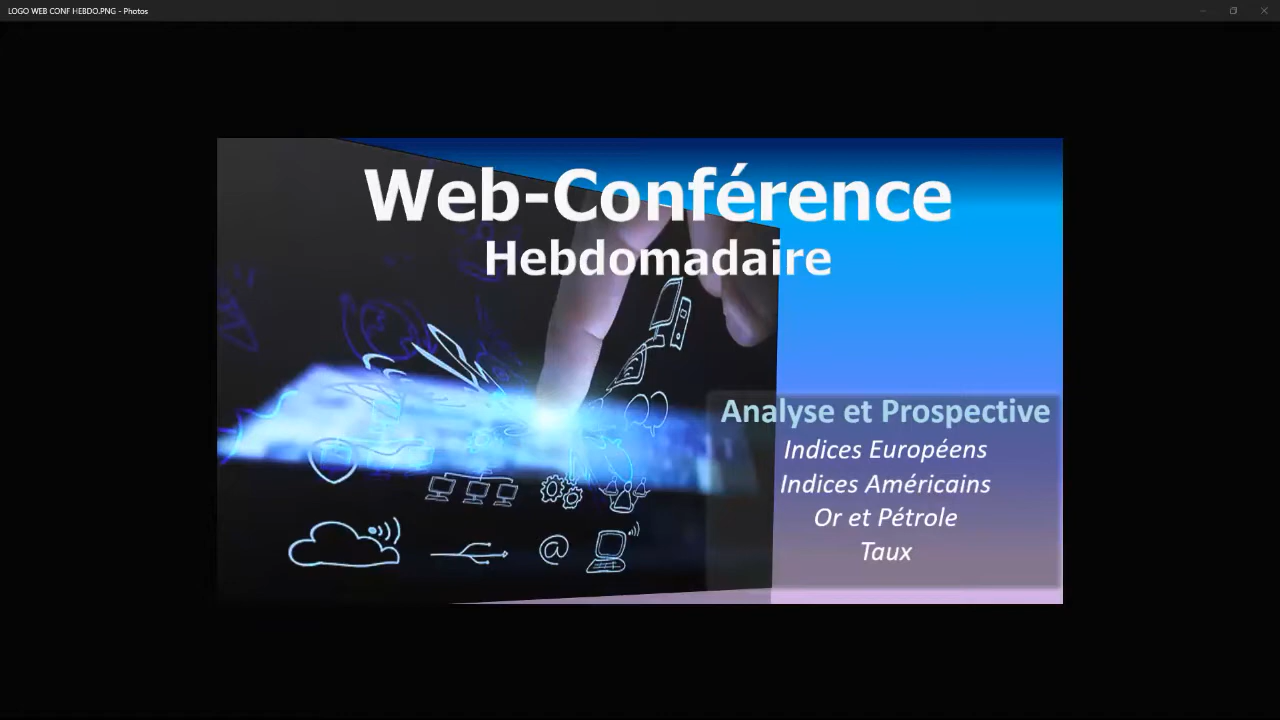 LOGO WEB CONF HEBDO.PNG - Photos
Web-Conférence
Hebdomadaire
Analyse et Prospective
Indices Européens
Indices Américains
Or et Pétrole
Taux
@